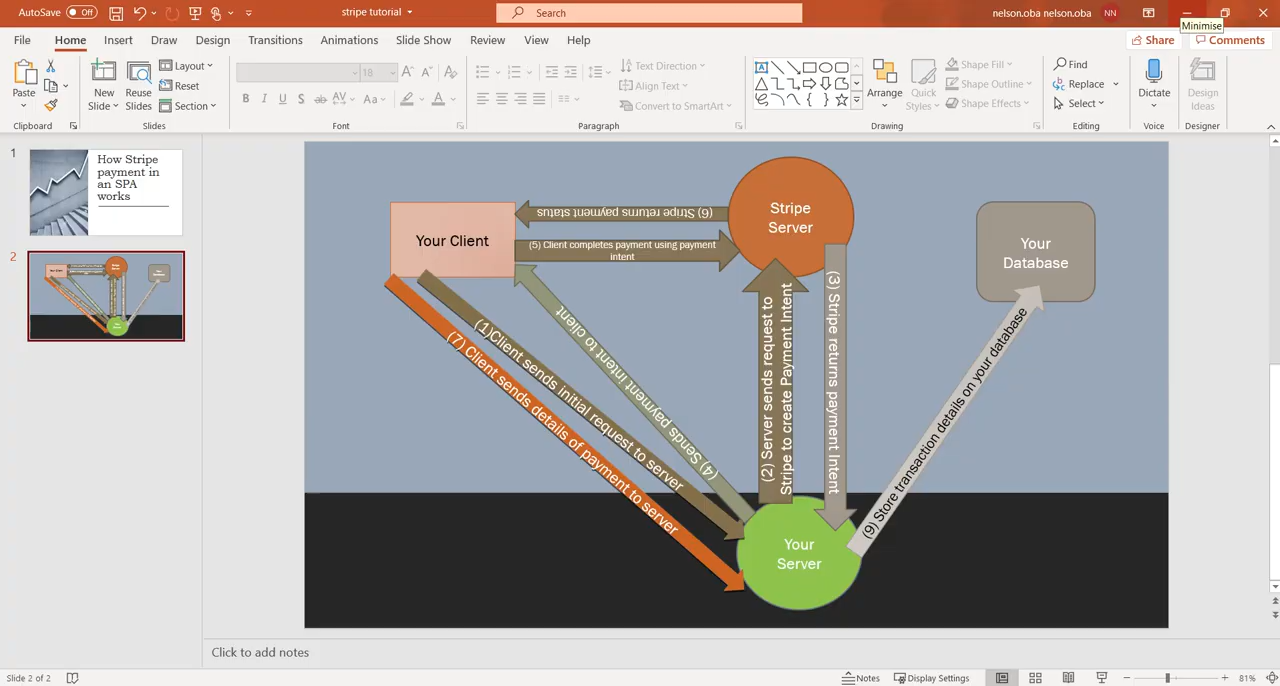 AutoSave Off
stripe tutorial
Search
nelson.oba nelson.oba NN
Minimise
File Home Insert Draw Design Transitions Animations Slide Show Review View Help
Share Comments
Paste
New
Slide
Reuse
Slides
Layout
Reset
Section
18
B I U S ab AV Aa A
Text Direction
Align Text
Convert to SmartArt
Arrange
Quick
Styles
Shape Fill
Shape Outline
Shape Effects
Find
Replace
Select
Dictate
Design
Ideas
Clipboard Slides Font Paragraph Drawing Editing Voice Designer
1
How Stripe
payment in
an SPA
works
2
Your Client
Stripe
Server
Your
Database
(6) Stripe returns payment status
(5) Client completes payment using payment
intent
(1)Client sends initial request to server
(7) Client sends details of payment to server
(4) Sends payment intent to client
(2) Server sends request to
Stripe to create Payment Intent
(3) Stripe returns payment Intent
(9) Store transaction details on your database
Your
Server
Click to add notes
Slide 2 of 2
Notes
Display Settings
81%